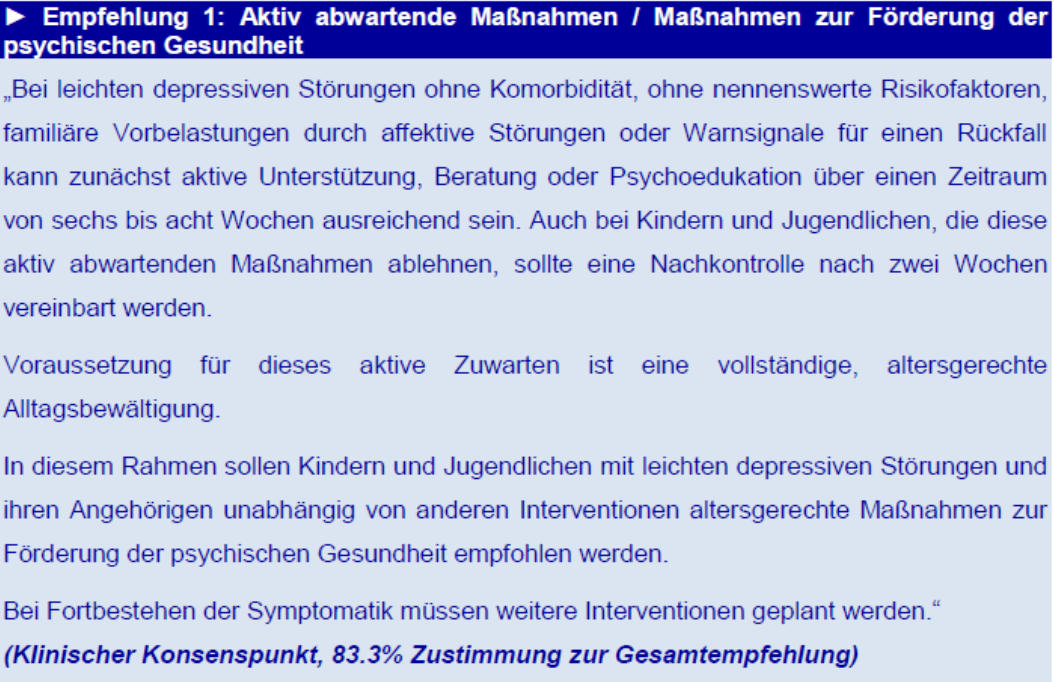 ► Empfehlung 1: Aktiv abwartende Maßnahmen / Maßnahmen zur Förderung der
psychischen Gesundheit
„Bei leichten depressiven Störungen ohne Komorbidität, ohne nennenswerte Risikofaktoren,
familiäre Vorbelastungen durch affektive Störungen oder Warnsignale für einen Rückfall
kann zunächst aktive Unterstützung, Beratung oder Psychoedukation über einen Zeitraum
von sechs bis acht Wochen ausreichend sein. Auch bei Kindern und Jugendlichen, die diese
aktiv abwartenden Maßnahmen ablehnen, sollte eine Nachkontrolle nach zwei Wochen
vereinbart werden.
Voraussetzung für dieses aktive Zuwarten ist eine vollständige, altersgerechte
Alltagsbewältigung.
In diesem Rahmen sollen Kindern und Jugendlichen mit leichten depressiven Störungen und
ihren Angehörigen unabhängig von anderen Interventionen altersgerechte Maßnahmen zur
Förderung der psychischen Gesundheit empfohlen werden.
Bei Fortbestehen der Symptomatik müssen weitere Interventionen geplant werden.“
(Klinischer Konsenspunkt, 83.3% Zustimmung zur Gesamtempfehlung)